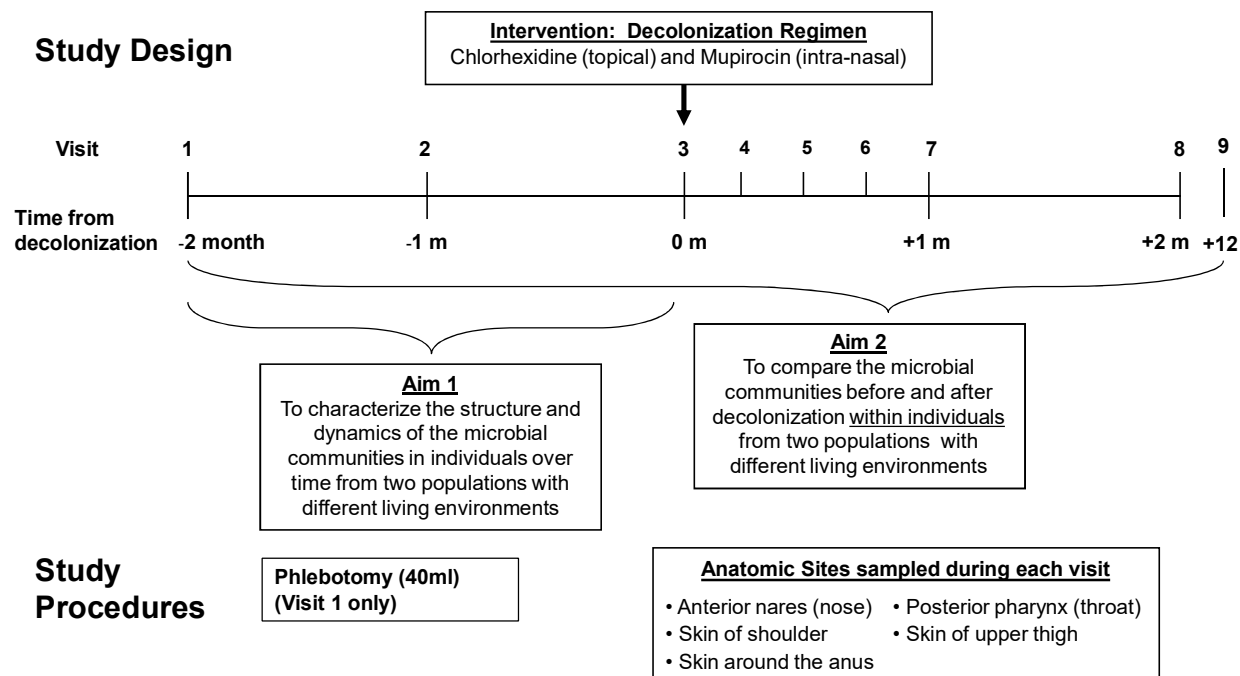 Study Design
Intervention: Decolonization Regimen
Chlorhexidine (topical) and Mupirocin (intra-nasal)
Visit 1 2 3 4 5 6 7 8 9
Time from
decolonization -2 month -1 m 0 m +1 m +2 m +12
Aim 1
To characterize the structure and
dynamics of the microbial
communities in individuals over
time from two populations with
different living environments
Aim 2
To compare the microbial
communities before and after
decolonization within individuals
from two populations with
different living environments
Study
Procedures
Phlebotomy (40ml)
(Visit 1 only)
Anatomic Sites sampled during each visit
• Anterior nares (nose) • Posterior pharynx (throat)
• Skin of shoulder • Skin of upper thigh
• Skin around the anus